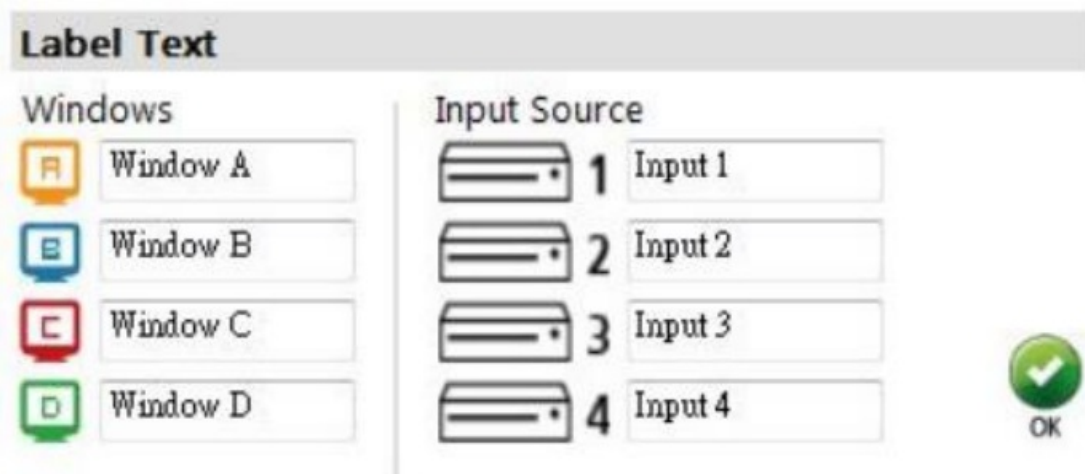 Label Text
Windows
A Window A
B Window B
C Window C
D Window D
Input Source
1 Input 1
2 Input 2
3 Input 3
4 Input 4
OK